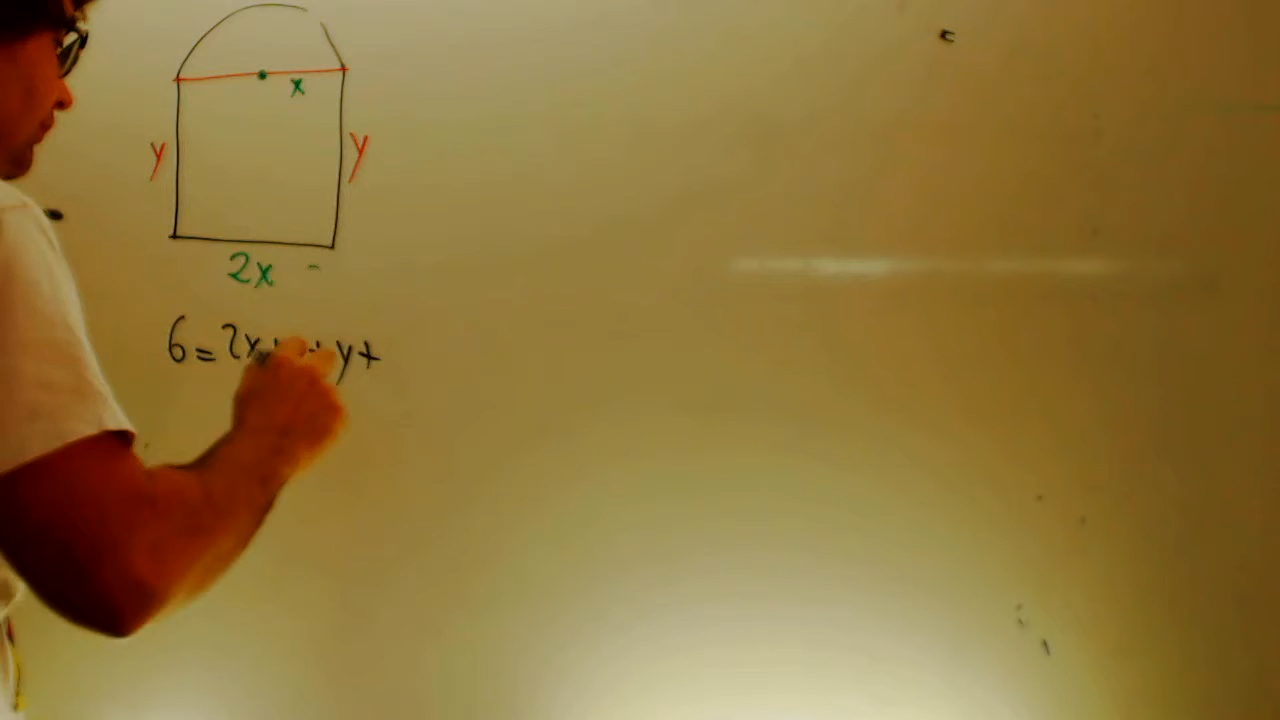 x
y y
2x
6 = 2x + + y +